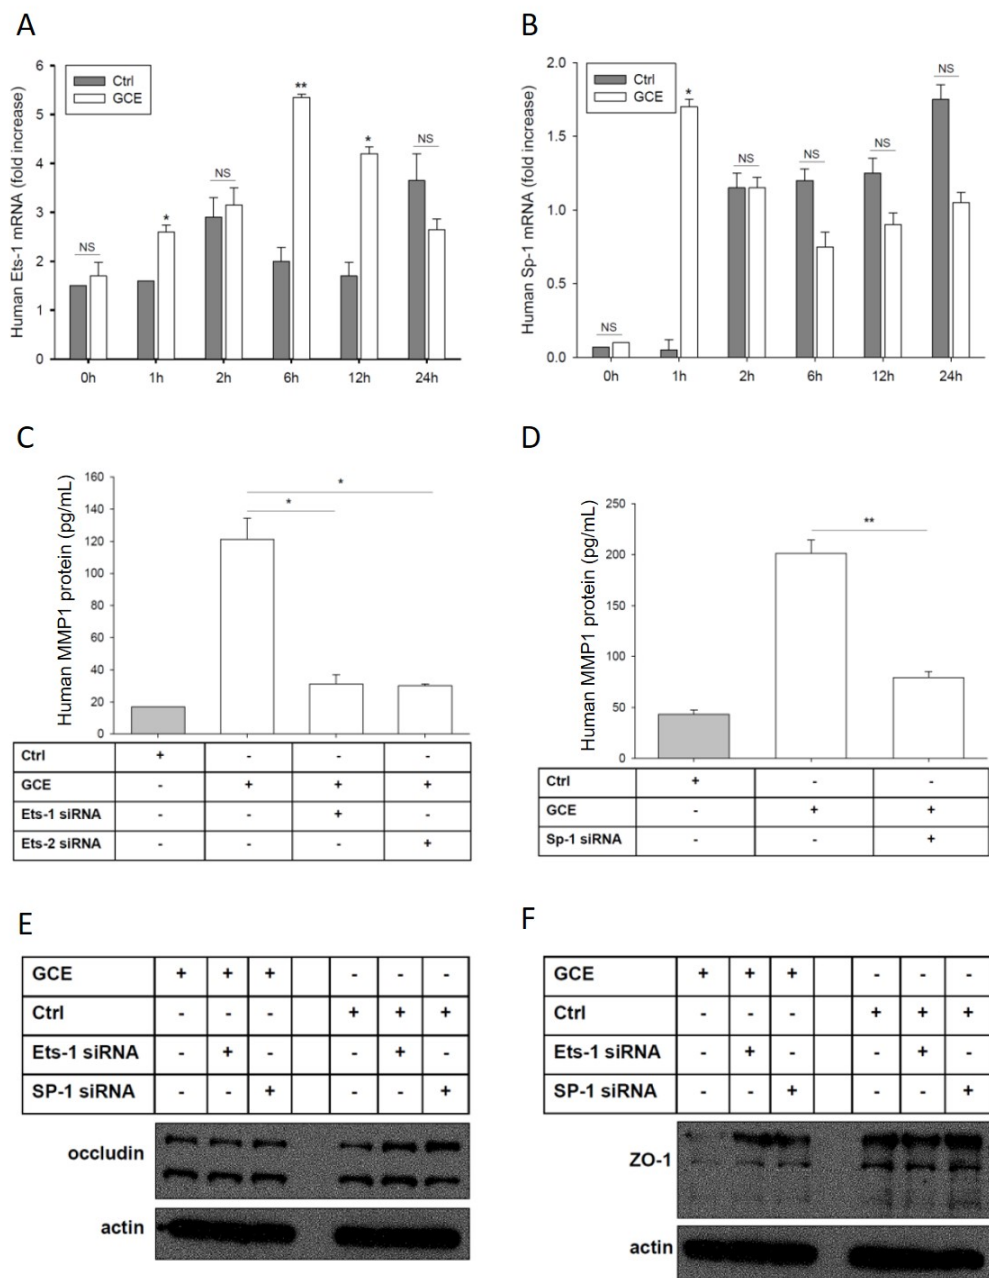 A
Human Ets-1 mRNA (fold increase)
6
5
4
3
2
1
0
Ctrl
GCE
NS
*
NS
**
*
NS
0h 1h 2h 6h 12h 24h
B
Human Sp-1 mRNA (fold increase)
2.0
1.5
1.0
0.5
0.0
Ctrl
GCE
NS
*
NS
NS
NS
NS
0h 1h 2h 6h 12h 24h
C
Human MMP1 protein (pg/mL)
160
140
120
100
80
60
40
20
0
*
*
Ctrl + - - -
GCE - + + +
Ets-1 siRNA - - + -
Ets-2 siRNA - - - +
D
Human MMP1 protein (pg/mL)
250
200
150
100
50
0
**
Ctrl + - -
GCE - + +
Sp-1 siRNA - - +
E
GCE + + + - - -
Ctrl - - - + + +
Ets-1 siRNA - + - - + -
SP-1 siRNA - - + - - +
occludin
actin
F
GCE + + + - - -
Ctrl - - - + + +
Ets-1 siRNA - + - - + -
SP-1 siRNA - - + - - +
ZO-1
actin